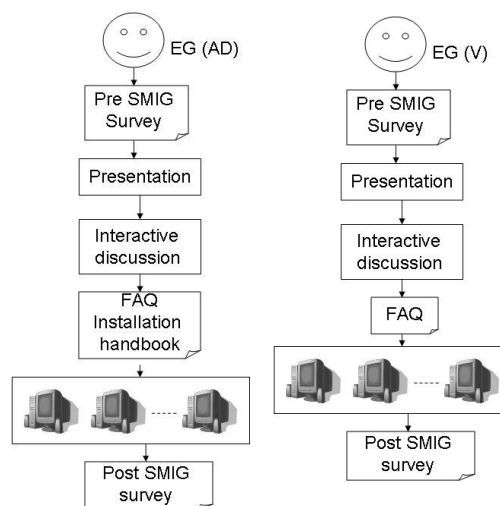 EG (AD)
Pre SMIG
Survey
Presentation
Interactive
discussion
FAQ
Installation
handbook
Post SMIG
survey
EG (V)
Pre SMIG
Survey
Presentation
Interactive
discussion
FAQ
Post SMIG
survey